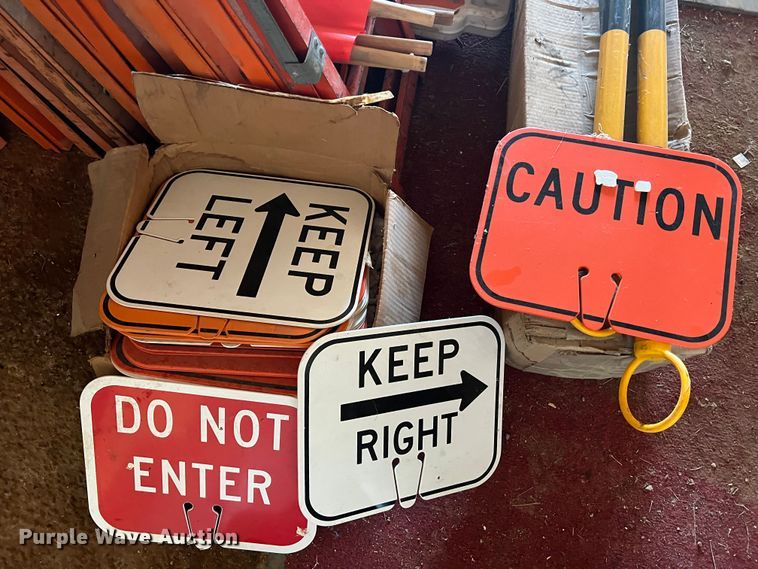 KEEP
LEFT
CAUTION
KEEP
RIGHT
DO NOT
ENTER
Purple Wave Auction